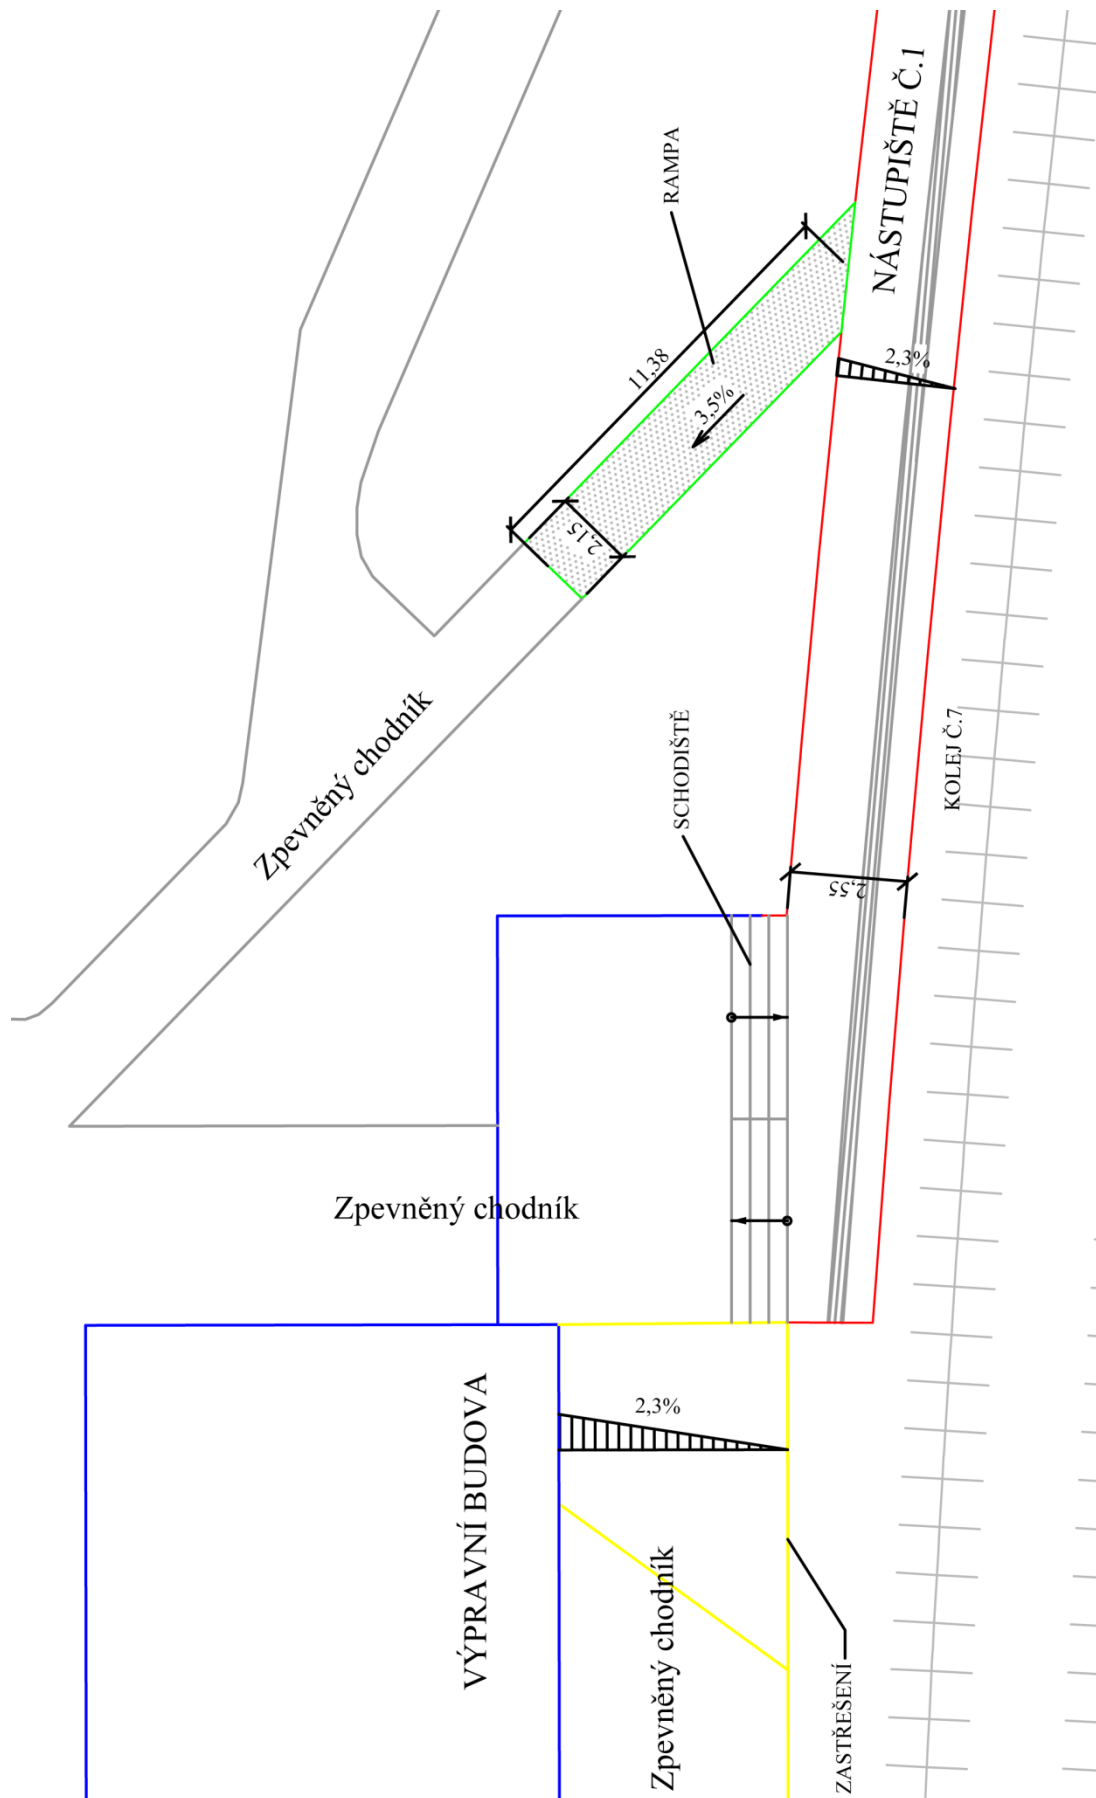 NÁSTUPIŠTĚ Č.1
RAMPA
2,3%
11,38
3,5%
2,15
Zpevněný chodník
SCHODIŠTĚ
KOLEJ Č.7
2,55
Zpevněný chodník
VÝPRAVNÍ BUDOVA
2,3%
Zpevněný chodník
ZASTŘEŠENÍ